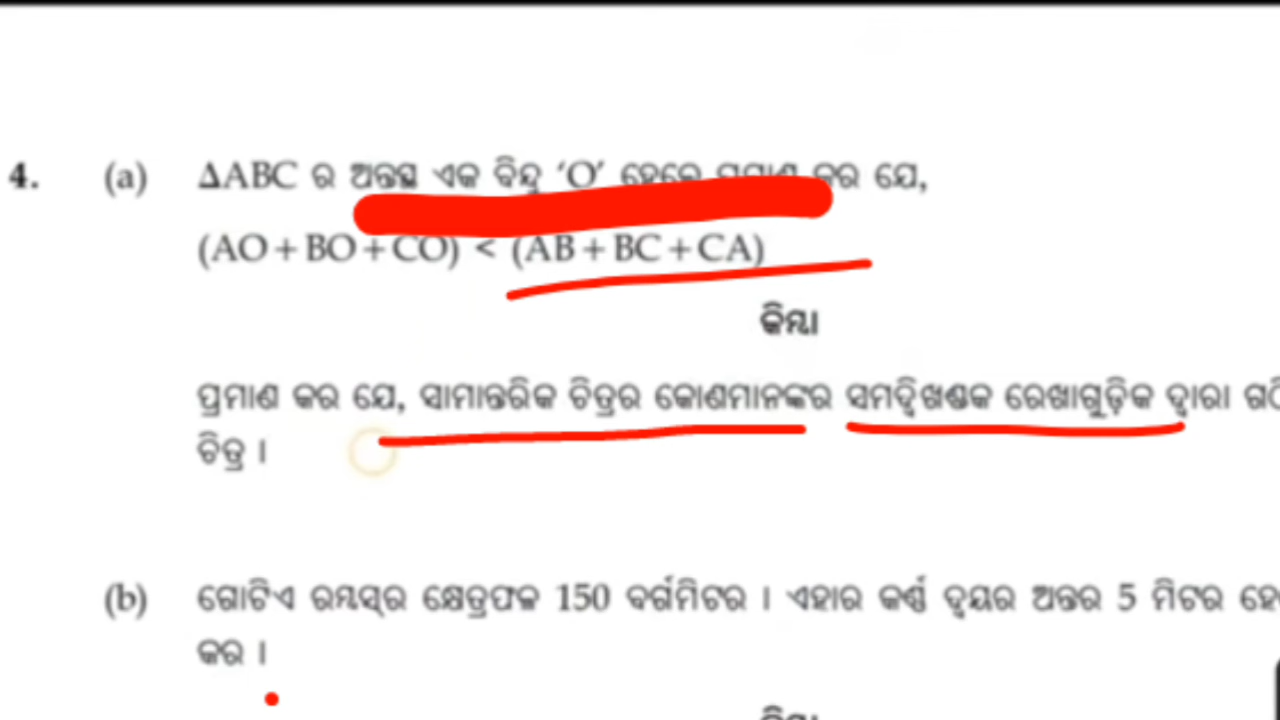 4. (a) ΔABC ର ଅନ୍ତସ୍ଥ ଏକ ବିନ୍ଦୁ ‘O’ ହେଲେ ପ୍ରମାଣ କର ଯେ,
(AO+BO+CO) < (AB+BC+CA)
କିମ୍ୱା
ପ୍ରମାଣ କର ଯେ, ସାମାନ୍ତରିକ ଚିତ୍ରର କୋଣମାନଙ୍କର ସମଦ୍ୱିଖଣ୍ଡକ ରେଖାଗୁଡ଼ିକ ଦ୍ୱାରା
ଚିତ୍ର ।
(b) ଗୋଟିଏ ରମ୍ୱସ୍‌ର କ୍ଷେତ୍ରଫଳ 150 ବର୍ଗମିଟର । ଏହାର କର୍ଣ୍ଣ ଦ୍ୱୟର ଅନ୍ତର 5 ମିଟର
କର ।